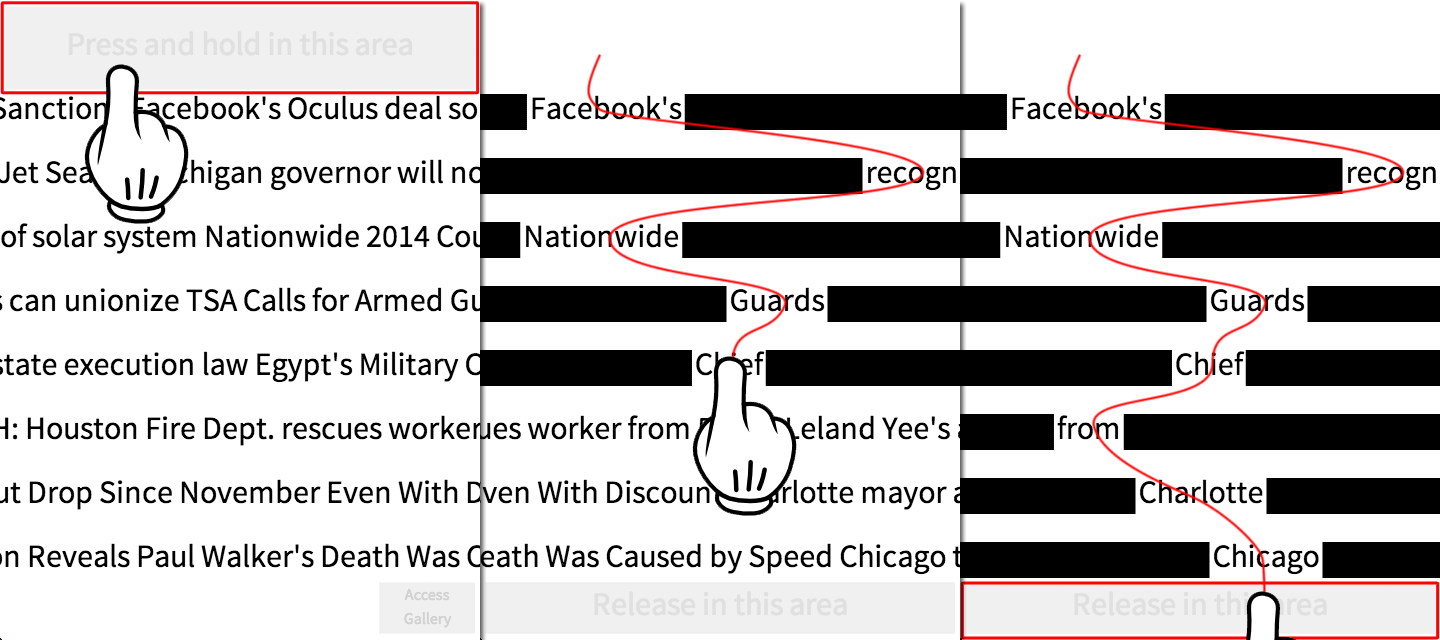 Press and hold in this area
Sanction Facebook's Oculus deal so
Jet Sea chigan governor will no
of solar system Nationwide 2014 Cou
s can unionize TSA Calls for Armed Gu
state execution law Egypt's Military C
H: Houston Fire Dept. rescues worker
ut Drop Since November Even With D
on Reveals Paul Walker's Death Was C
Access
Gallery
Facebook's
recogn
Nationwide
Guards
Chief
ues worker from Leland Yee's
ven With Discoun rlotte mayor a
eath Was Caused by Speed Chicago t
Release in this area
Facebook's
recogn
Nationwide
Guards
Chief
from
Charlotte
Chicago
Release in this area